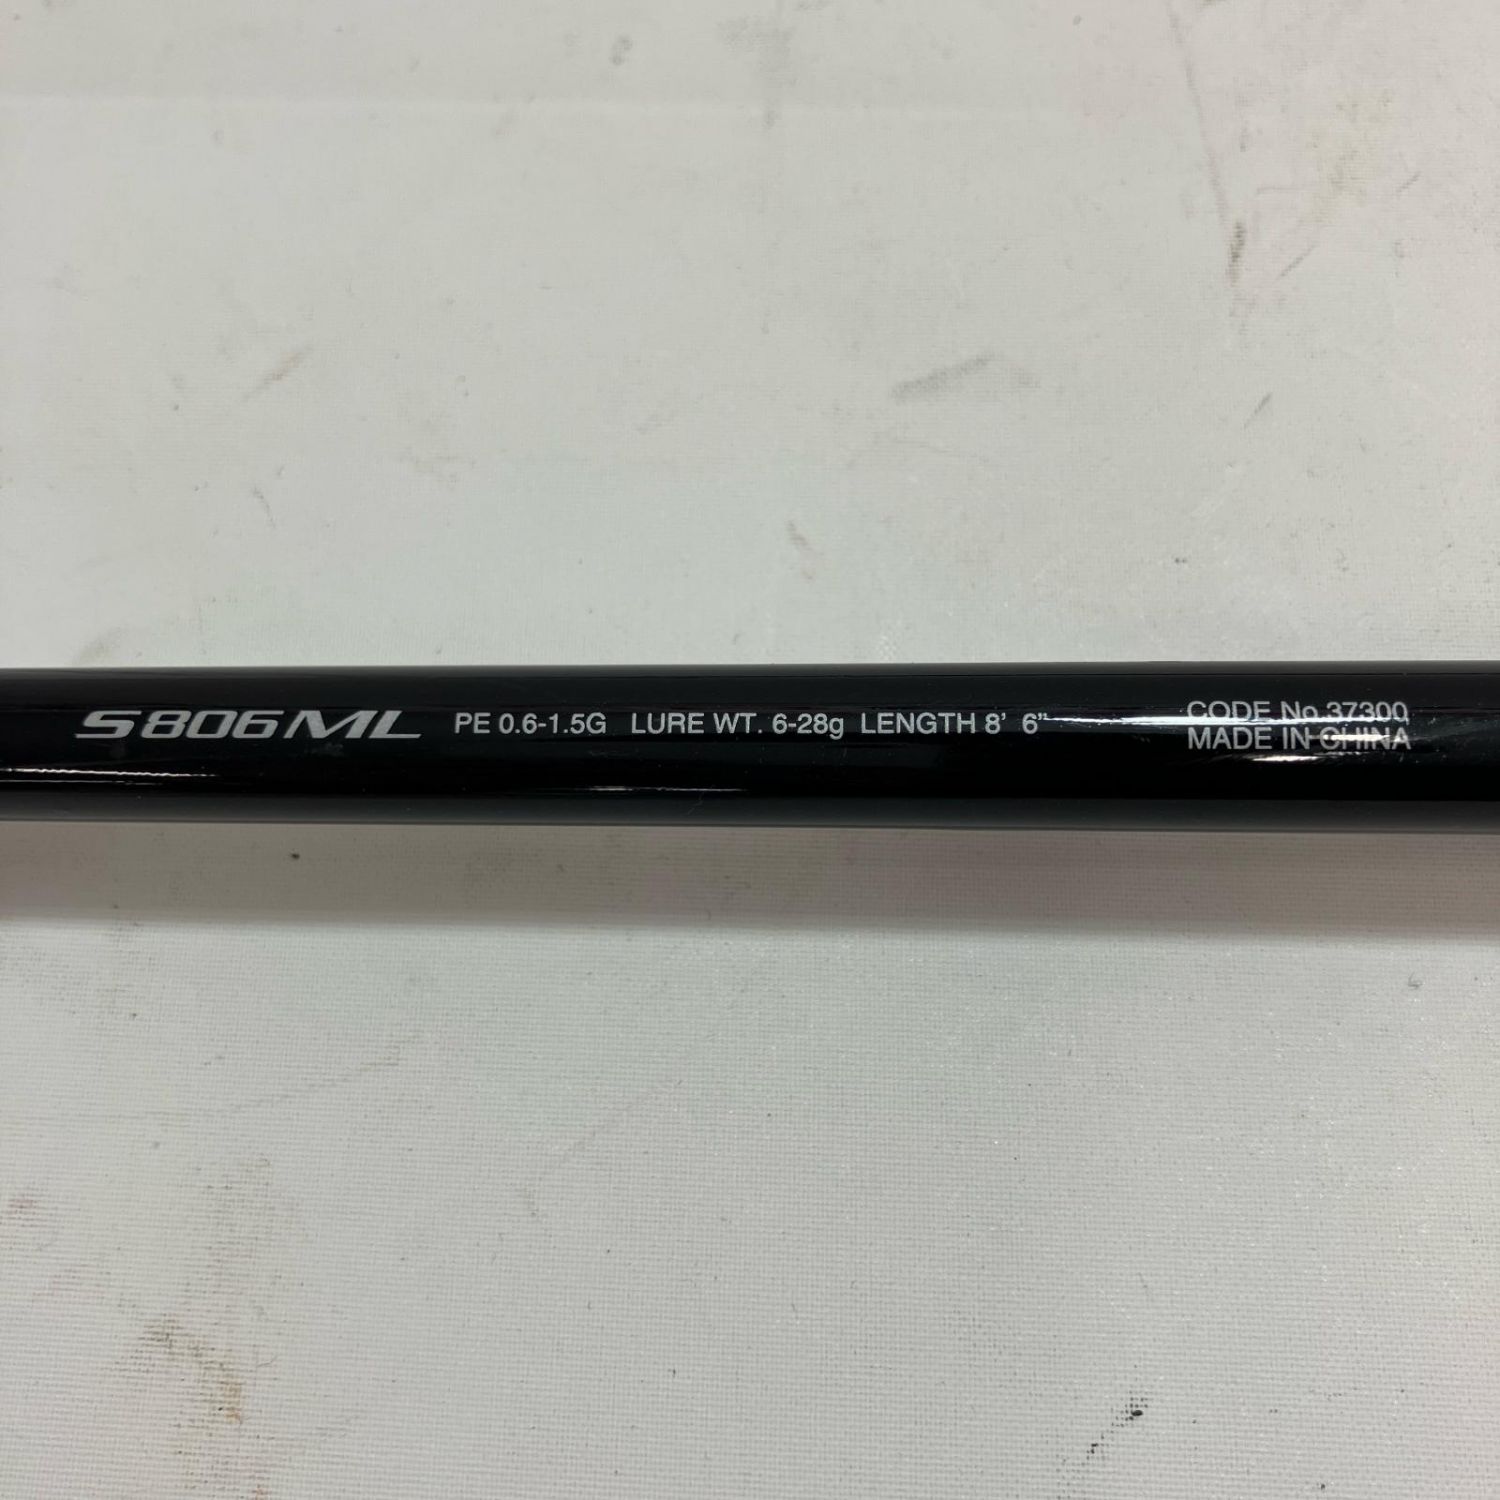 S806ML PE 0.6-1.5G LURE WT. 6-28g LENGTH 8' 6"
CODE No 37300
MADE IN CHINA